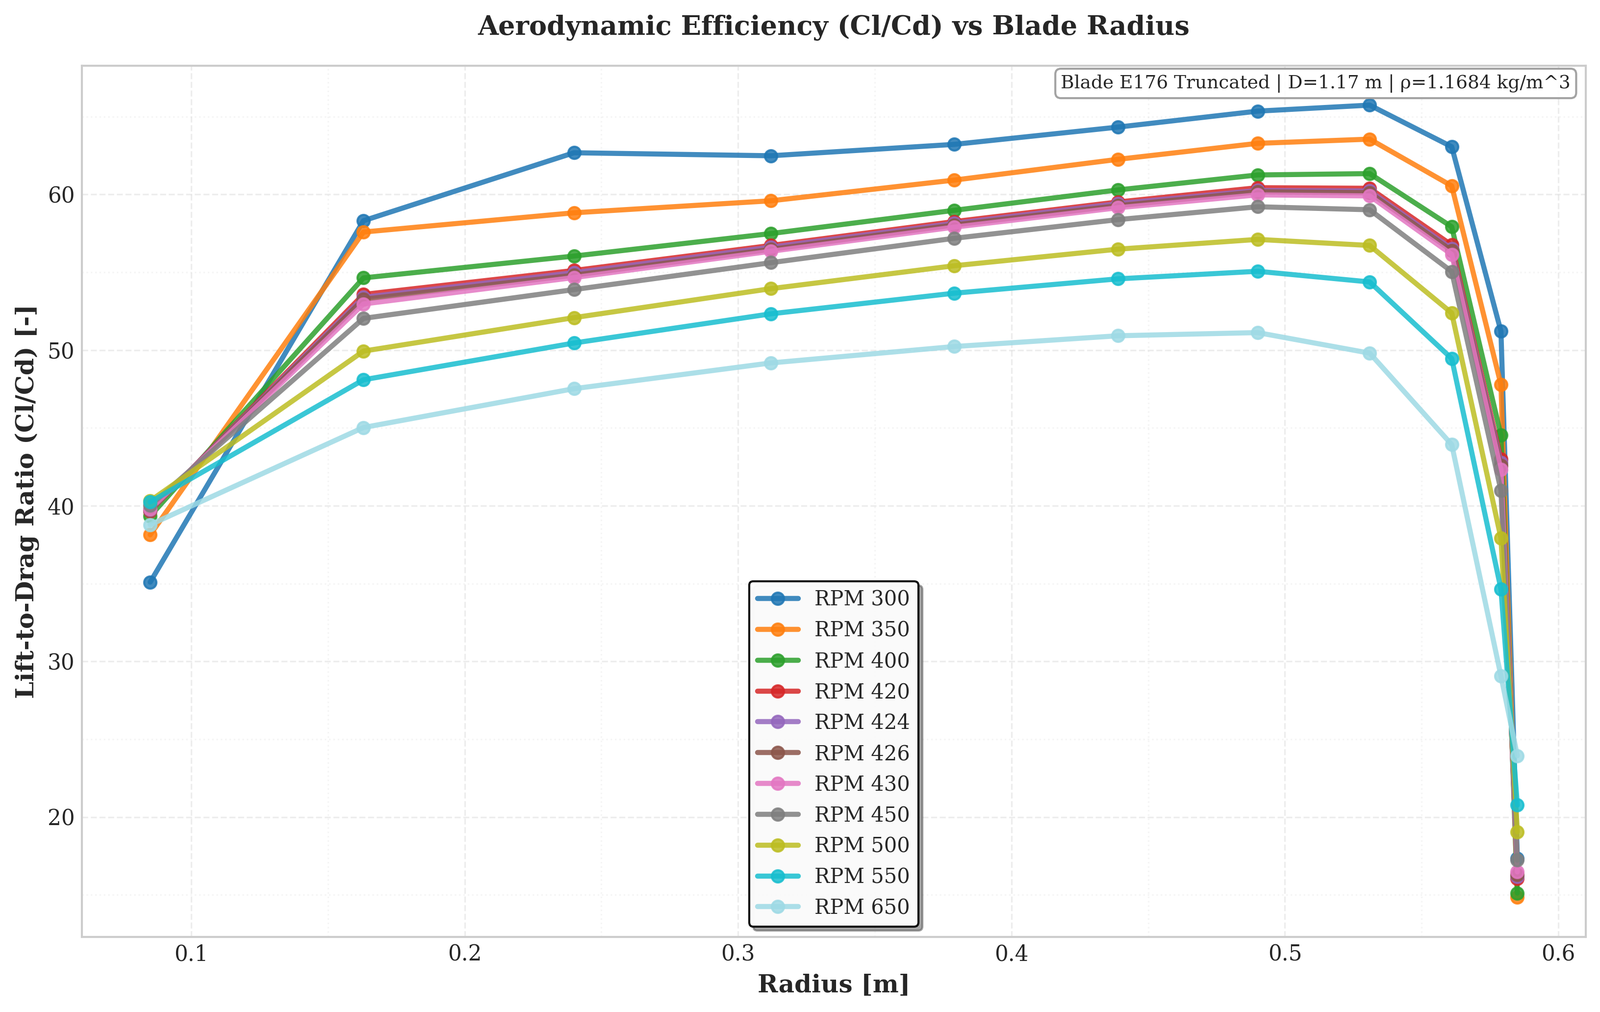 Aerodynamic Efficiency (Cl/Cd) vs Blade Radius
Blade E176 Truncated | D=1.17 m | ρ=1.1684 kg/m^3
Lift-to-Drag Ratio (Cl/Cd) [-]
60
50
40
30
20
RPM 300
RPM 350
RPM 400
RPM 420
RPM 424
RPM 426
RPM 430
RPM 450
RPM 500
RPM 550
RPM 650
0.1 0.2 0.3 0.4 0.5 0.6
Radius [m]